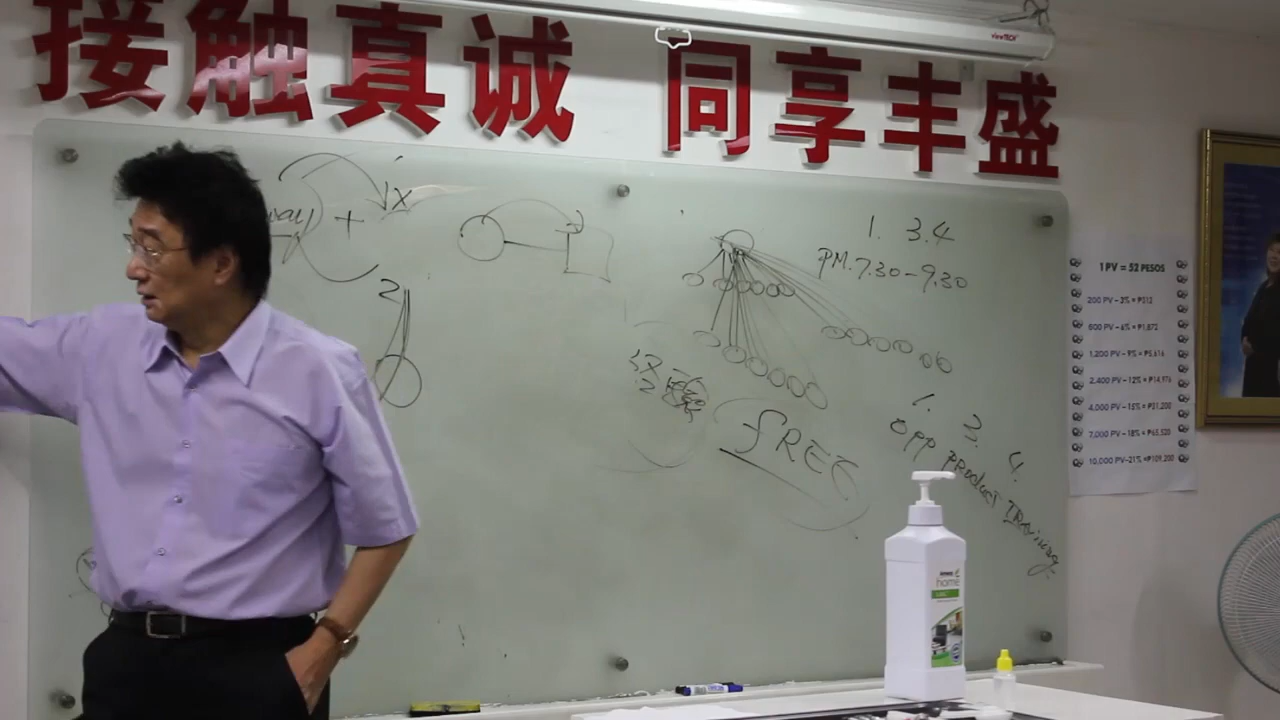 接触真诚 同享丰盛
VIEWTECH
way + X
2
1. 3.4
PM.7.30-9.30
FREE
1. 3. 4.
OPP PRODUCT TRaining
1 PV = 52 PESOS
200 PV - 3% = P312
600 PV - 6% = P1,872
1,200 PV - 9% = P5,616
2,400 PV - 12% = P14,976
4,000 PV - 15% = P31,200
7,000 PV - 18% = P65,520
10,000 PV - 21% = P109,200
AMWAY
home